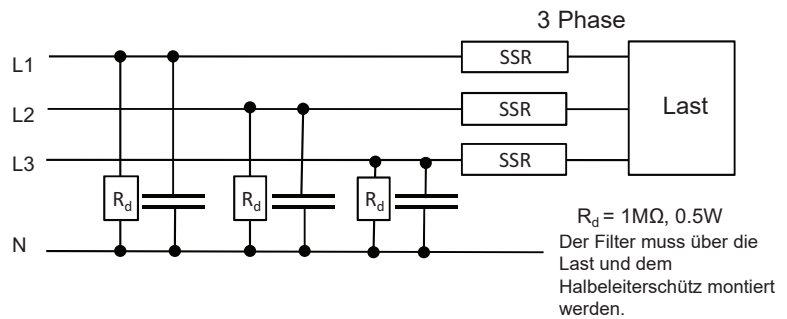 3 Phase
L1
SSR
Last
L2
SSR
L3
SSR
Rd
Rd
Rd
Rd = 1MΩ, 0.5W
N
Der Filter muss über die
Last und dem
Halbeleiterschütz montiert
werden.